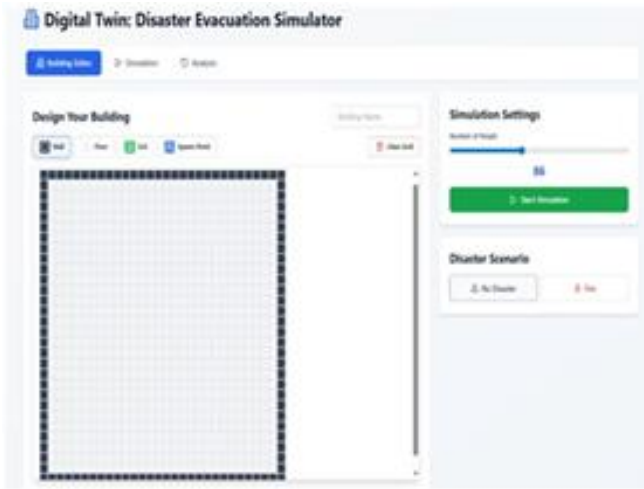 Digital Twin: Disaster Evacuation Simulator
Building Editor Simulation Analysis
Design Your Building
Building Name
Wall Floor Exit Spawn Point Clear Grid
Simulation Settings
Number of People
86
Start Simulation
Disaster Scenario
No Disaster Fire